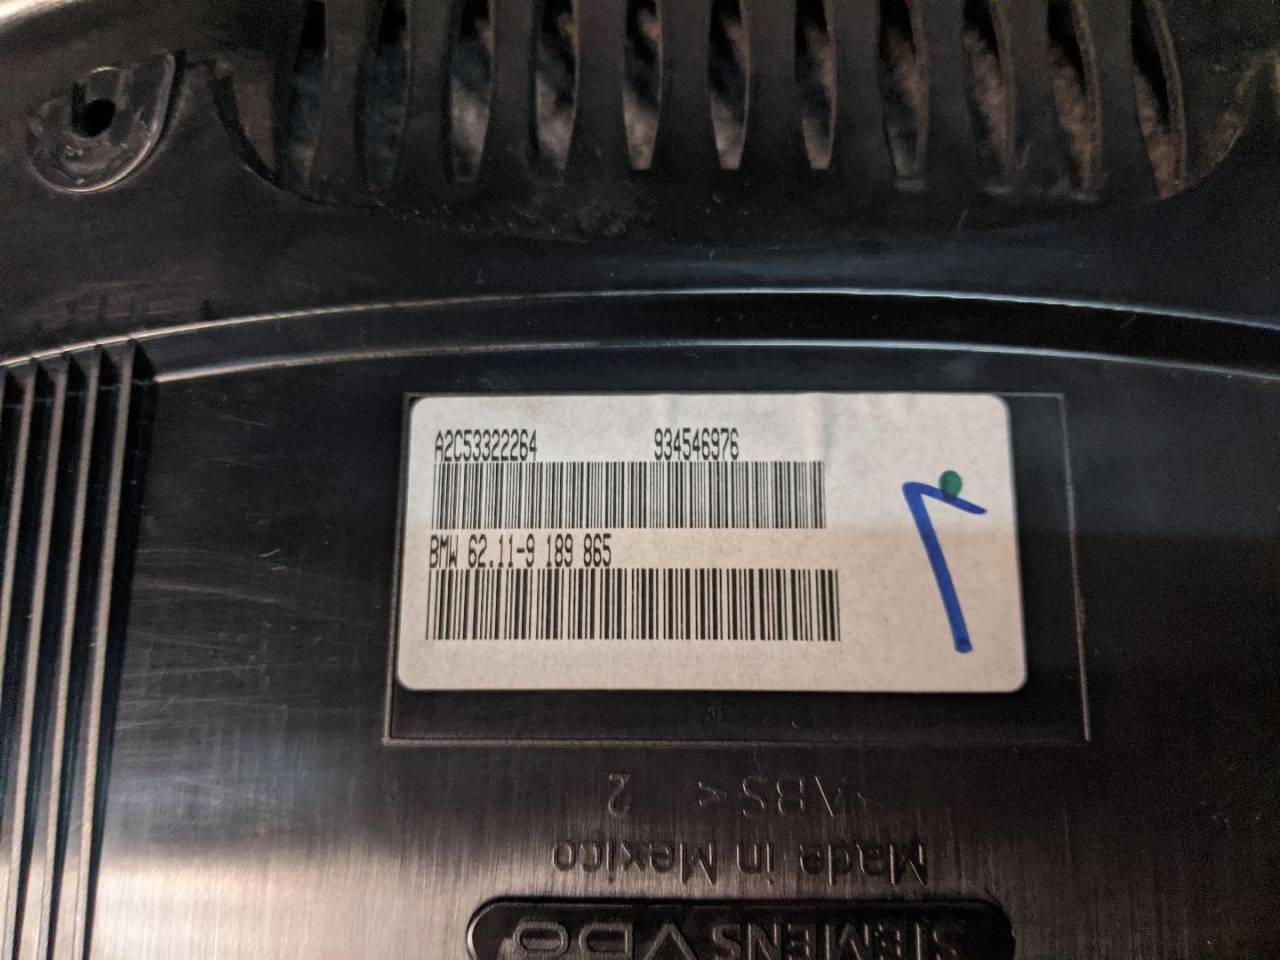 A2C53322264 934546976
BMW 62.11-9 189 865
>ABS< 2
Made in Mexico
SIEMENS VDO